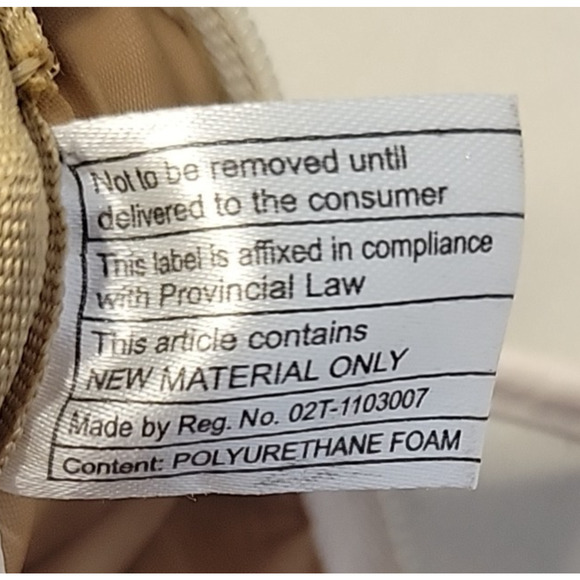 Not to be removed until
delivered to the consumer
This label is affixed in compliance
with Provincial Law
This article contains
NEW MATERIAL ONLY
Made by Reg. No. 02T-1103007
Content: POLYURETHANE FOAM